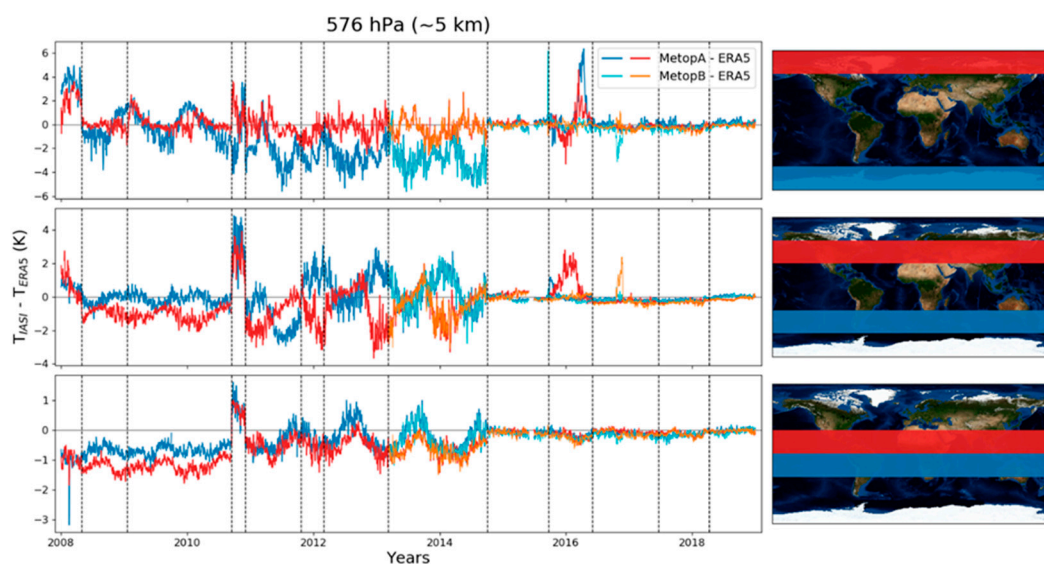 576 hPa (~5 km)
MetopA - ERA5
MetopB - ERA5
6
4
2
0
−2
−4
−6
4
2
0
−2
−4
1
0
−1
−2
−3
T_IASI - T_ERA5 (K)
2008 2010 2012 2014 2016 2018
Years